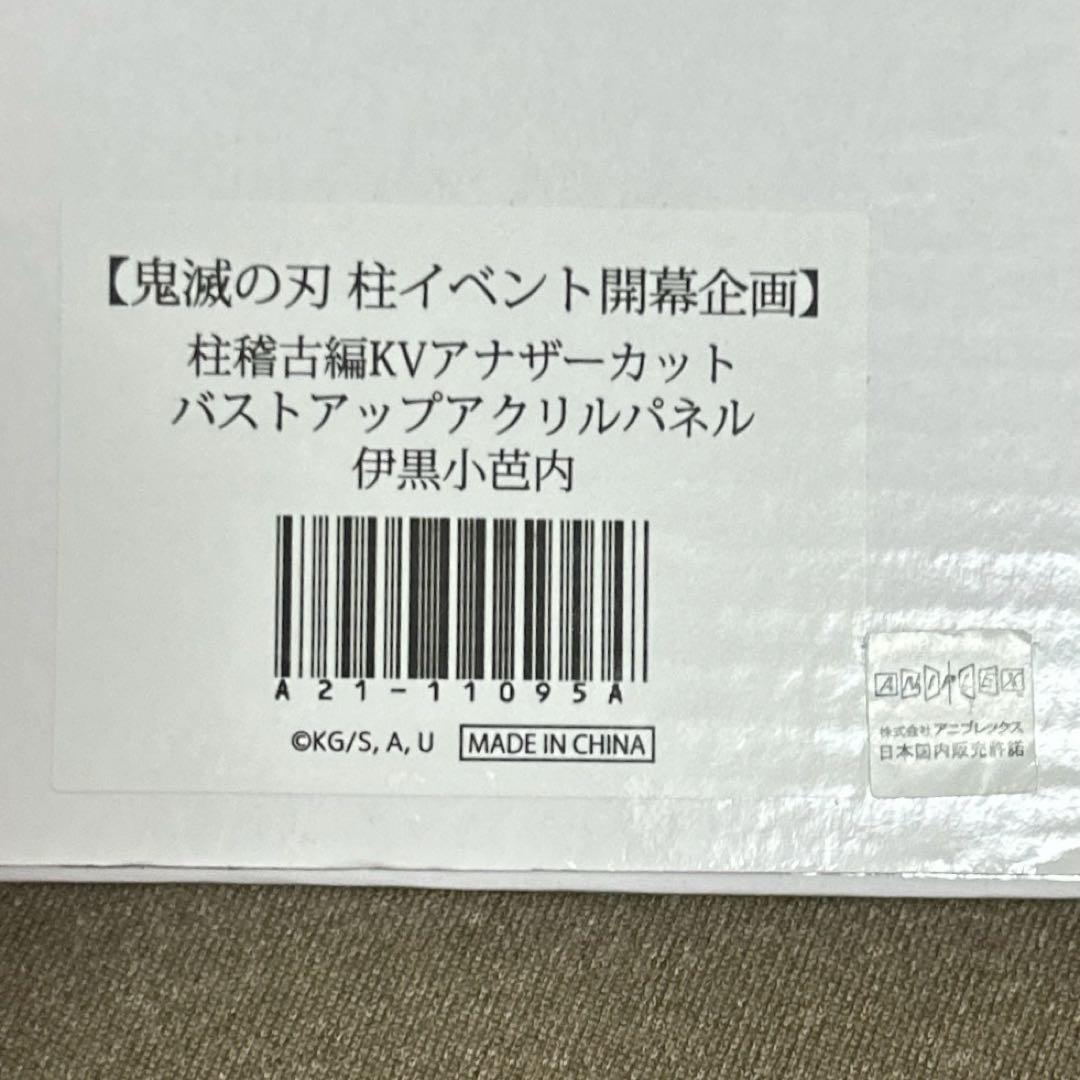 【鬼滅の刃 柱イベント開幕企画】
柱稽古編KVアナザーカット
バストアップアクリルパネル
伊黒小芭内
A21-11095A
©KG/S, A, U MADE IN CHINA
ANIPLEX
株式会社 アニプレックス
日本国内販売許諾